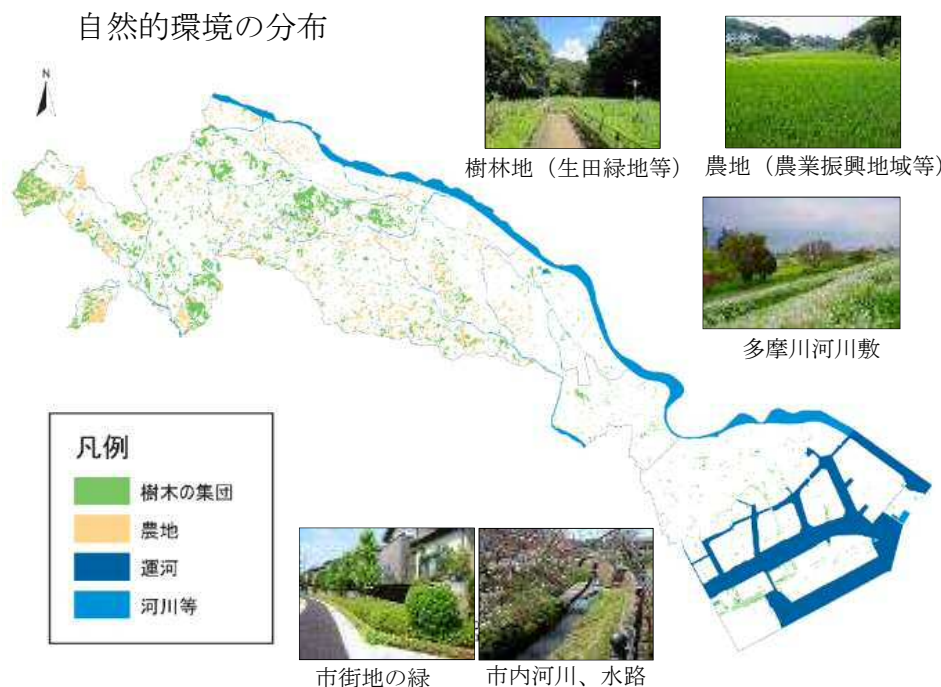 自然的環境の分布
N
樹林地（生田緑地等）
農地（農業振興地域等）
多摩川河川敷
凡例
樹木の集団
農地
運河
河川等
市街地の緑
市内河川、水路